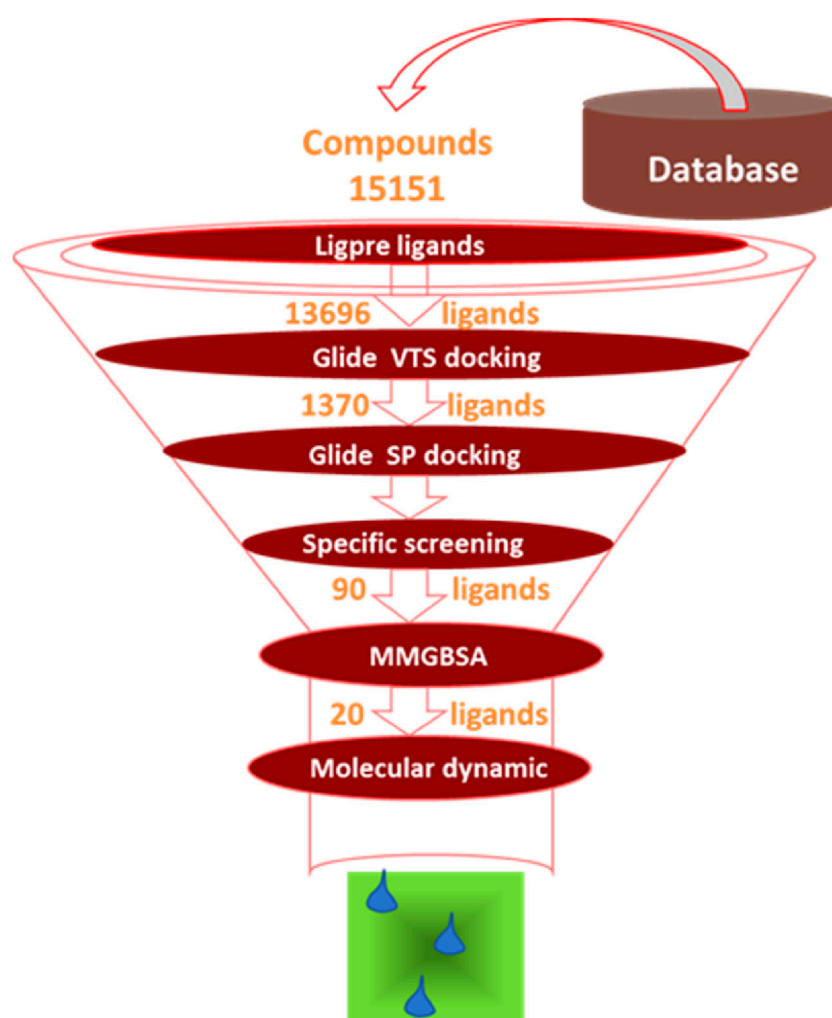 Compounds
15151
Database
Ligpre ligands
13696 ligands
Glide VTS docking
1370 ligands
Glide SP docking
Specific screening
90 ligands
MMGBSA
20 ligands
Molecular dynamic